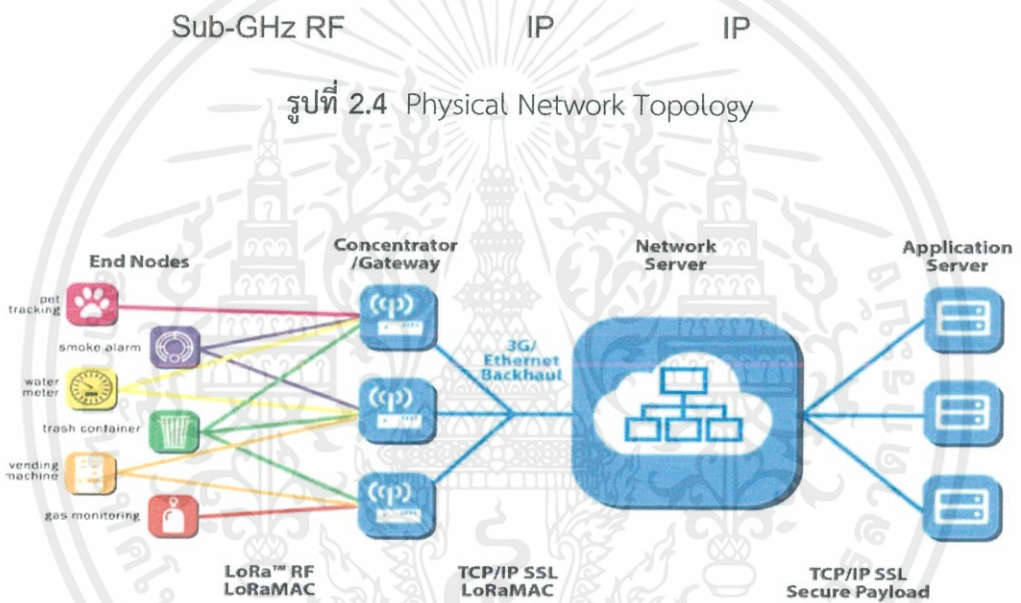 Sub-GHz RF IP IP
รูปที่ 2.4 Physical Network Topology
End Nodes
Concentrator
/Gateway
Network
Server
Application
Server
pet
tracking
smoke alarm
water
meter
trash container
vending
machine
gas monitoring
3G/
Ethernet
Backhaul
LoRa™ RF
LoRaMAC
TCP/IP SSL
LoRaMAC
TCP/IP SSL
Secure Payload